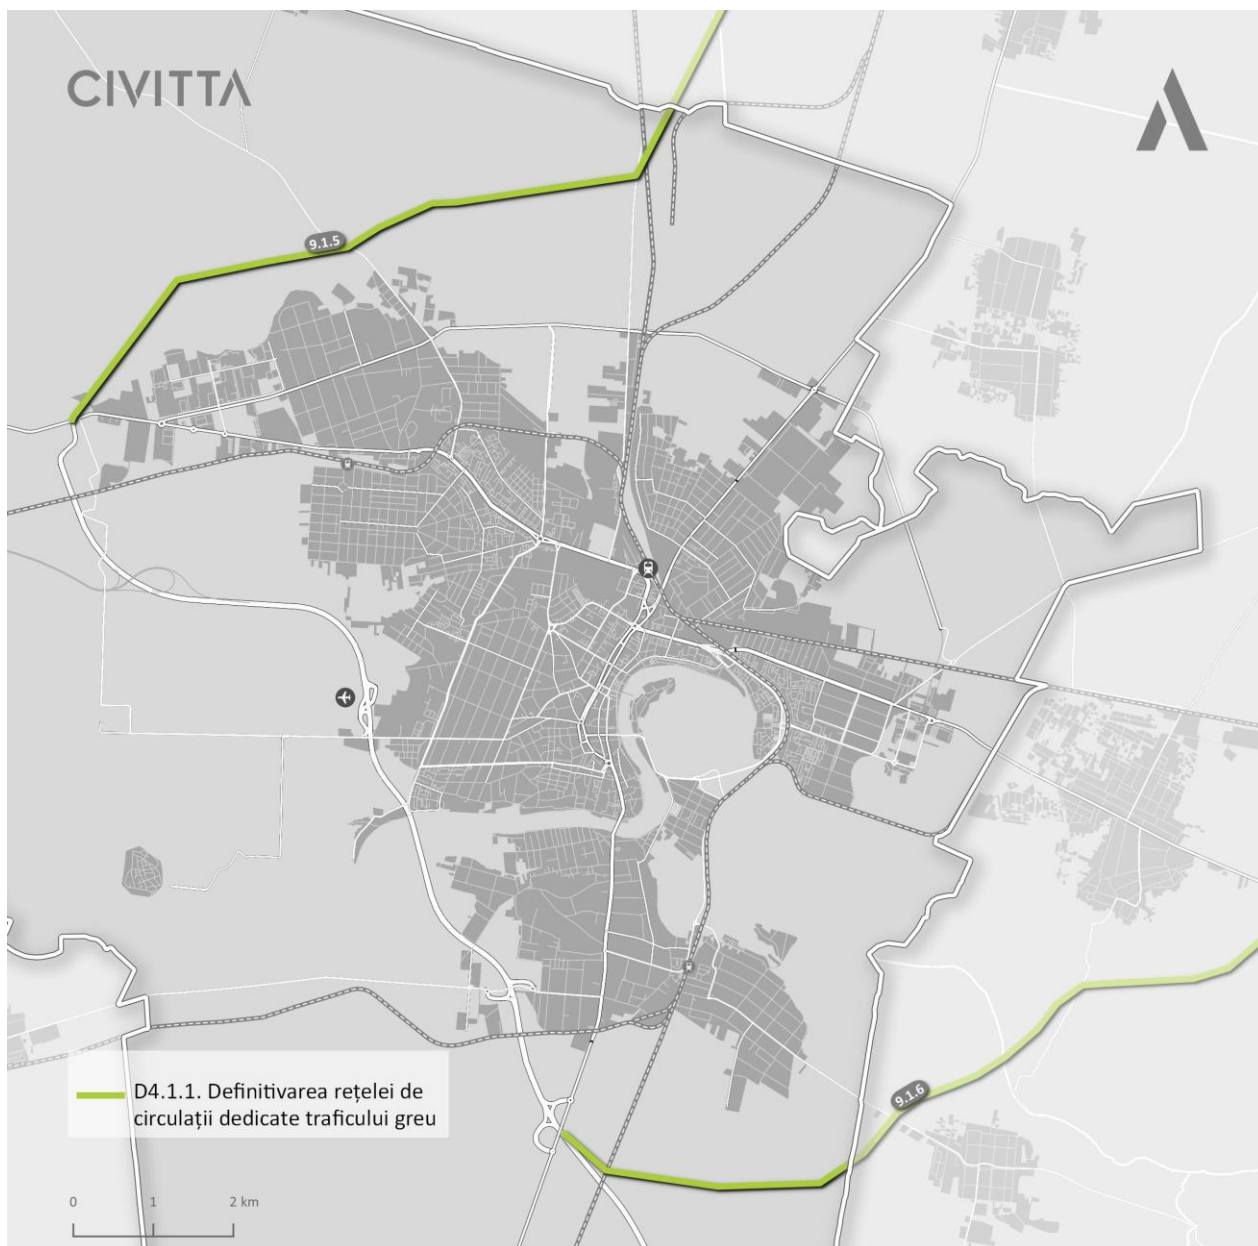 CIVITTA
9.1.5
9.1.6
D4.1.1. Definitivarea rețelei de
circulații dedicate traficului greu
0 1 2 km